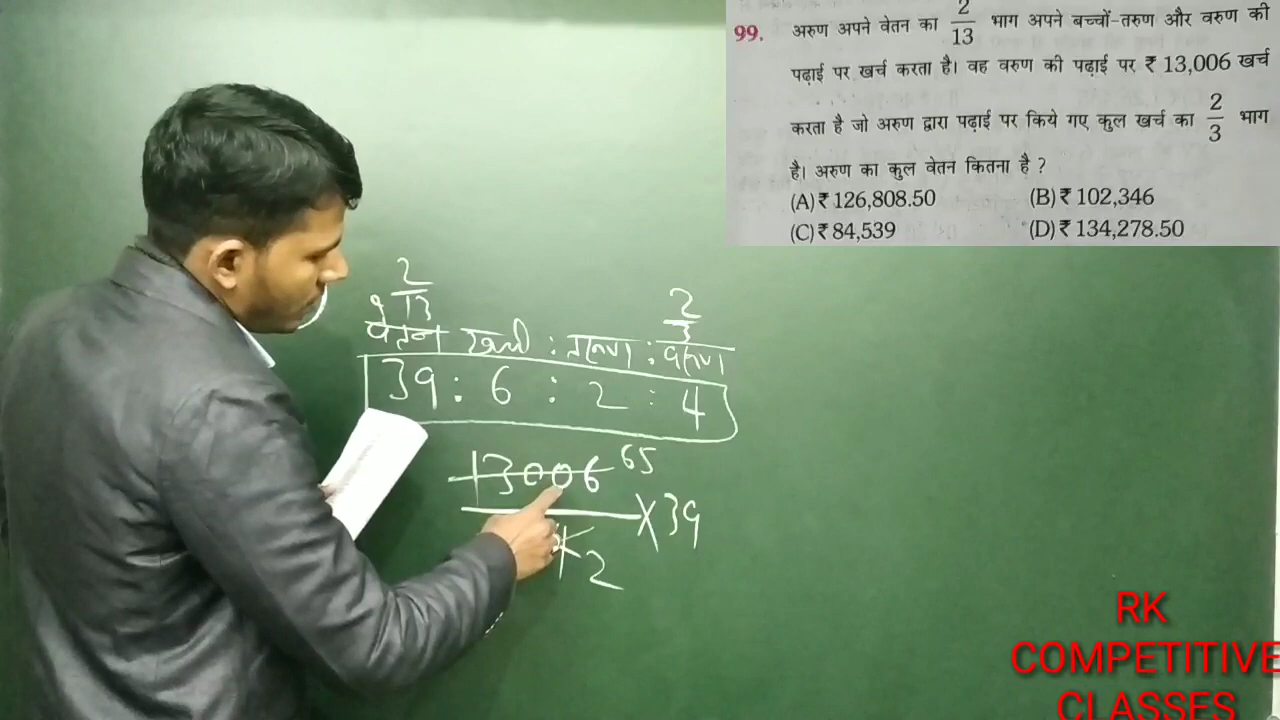 99. अरुण अपने वेतन का 2/13 भाग अपने बच्चों-तरुण और वरुण की
पढ़ाई पर खर्च करता है। वह वरुण की पढ़ाई पर ₹ 13,006 खर्च
करता है जो अरुण द्वारा पढ़ाई पर किये गए कुल खर्च का 2/3 भाग
है। अरुण का कुल वेतन कितना है ?
(A) ₹ 126,808.50 (B) ₹ 102,346
(C) ₹ 84,539 (D) ₹ 134,278.50
2/13 2/3
वेतन खर्च : तरुण : वरुण
39 : 6 : 2 : 4
13006 65
× 39
4 2
RK
COMPETITIVE
CLASSES